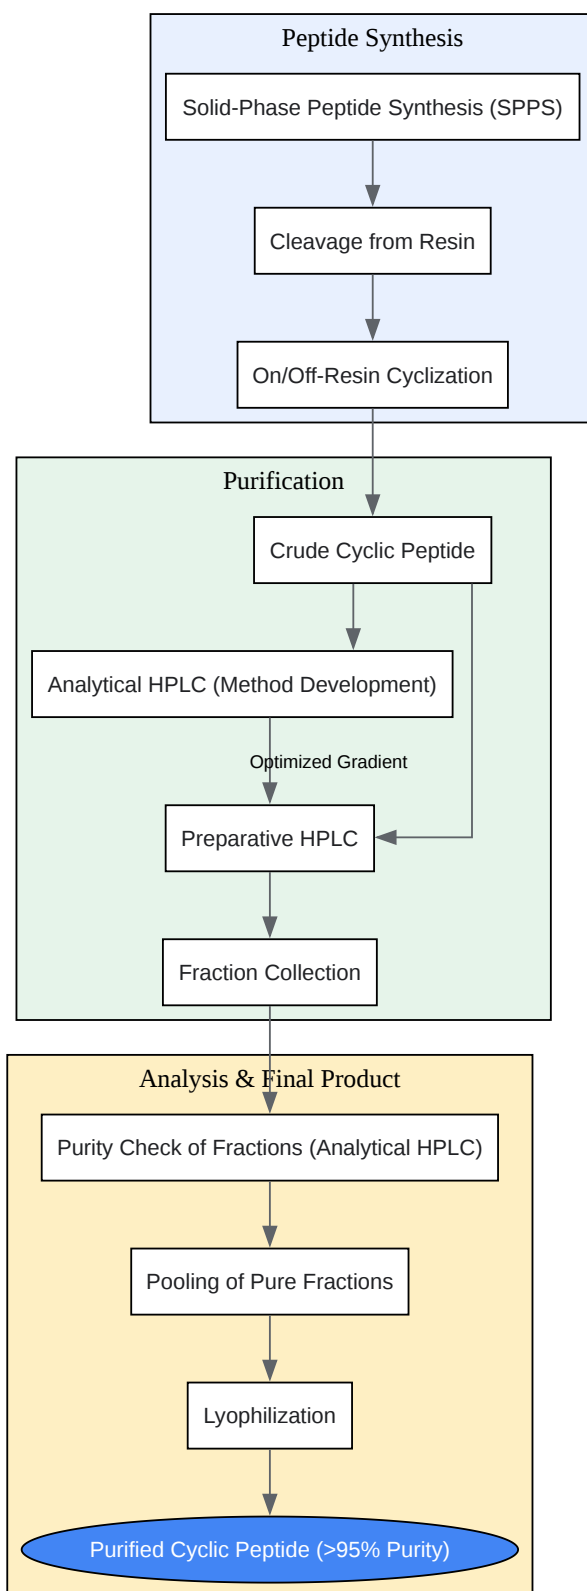 Peptide Synthesis
Solid-Phase Peptide Synthesis (SPPS)
Cleavage from Resin
On/Off-Resin Cyclization
Purification
Crude Cyclic Peptide
Analytical HPLC (Method Development)
Optimized Gradient
Preparative HPLC
Fraction Collection
Analysis & Final Product
Purity Check of Fractions (Analytical HPLC)
Pooling of Pure Fractions
Lyophilization
Purified Cyclic Peptide (>95% Purity)